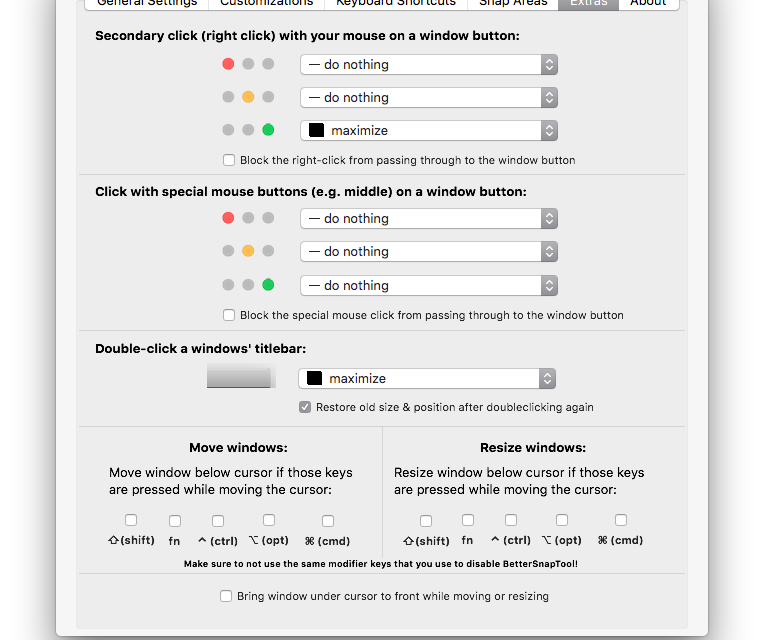 General Settings Customizations Keyboard Shortcuts Snap Areas Extras About
Secondary click (right click) with your mouse on a window button:
— do nothing
— do nothing
maximize
Block the right-click from passing through to the window button
Click with special mouse buttons (e.g. middle) on a window button:
— do nothing
— do nothing
— do nothing
Block the special mouse click from passing through to the window button
Double-click a windows' titlebar:
maximize
Restore old size & position after doubleclicking again
Move windows:
Move window below cursor if those keys
are pressed while moving the cursor:
⇧(shift) fn ^ (ctrl) ⌥ (opt) ⌘ (cmd)
Resize windows:
Resize window below cursor if those keys
are pressed while moving the cursor:
⇧(shift) fn ^ (ctrl) ⌥ (opt) ⌘ (cmd)
Make sure to not use the same modifier keys that you use to disable BetterSnapTool!
Bring window under cursor to front while moving or resizing